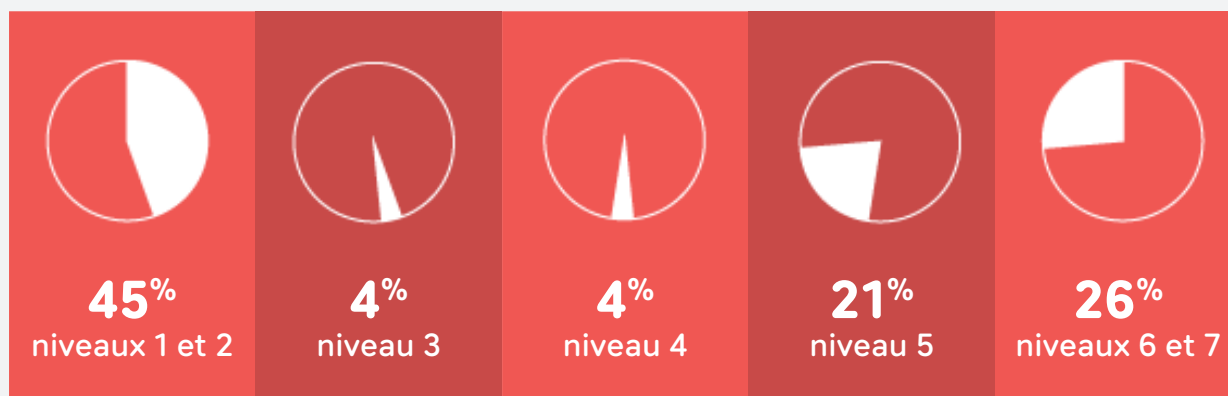 45%
niveaux 1 et 2
4%
niveau 3
4%
niveau 4
21%
niveau 5
26%
niveaux 6 et 7